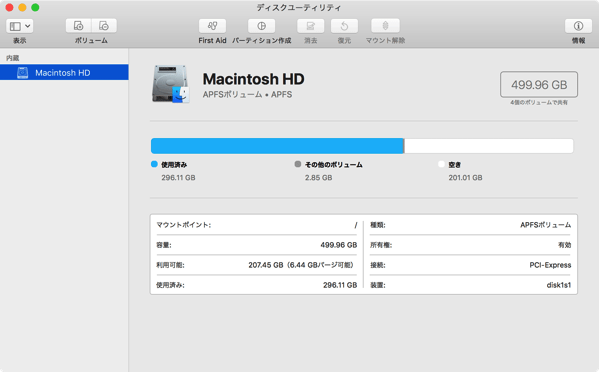 ディスクユーティリティ
表示
ボリューム
First Aid
パーティション作成
消去
復元
マウント解除
情報
内蔵
Macintosh HD
Macintosh HD
APFSボリューム • APFS
499.96 GB
4個のボリュームで共有
使用済み
296.11 GB
その他のボリューム
2.85 GB
空き
201.01 GB
マウントポイント: /
容量: 499.96 GB
利用可能: 207.45 GB（6.44 GBパージ可能）
使用済み: 296.11 GB
種類: APFSボリューム
所有権: 有効
接続: PCI-Express
装置: disk1s1